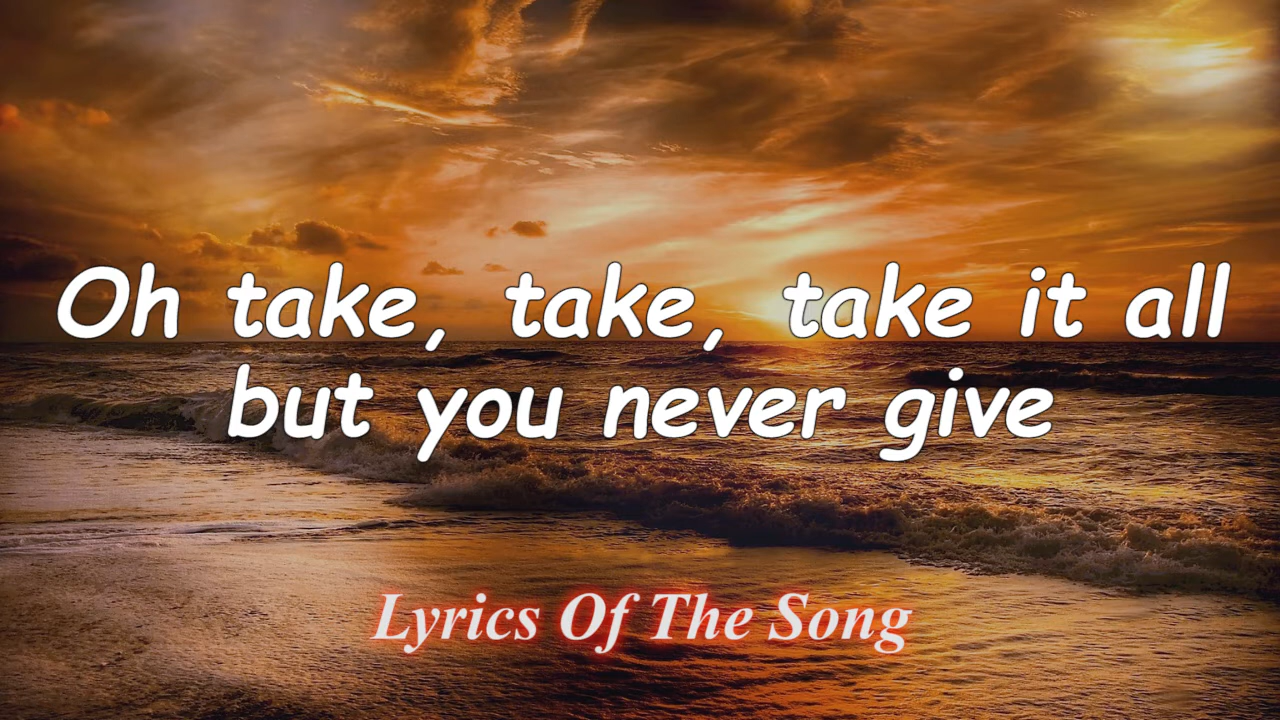 Oh take, take, take it all
but you never give
Lyrics Of The Song